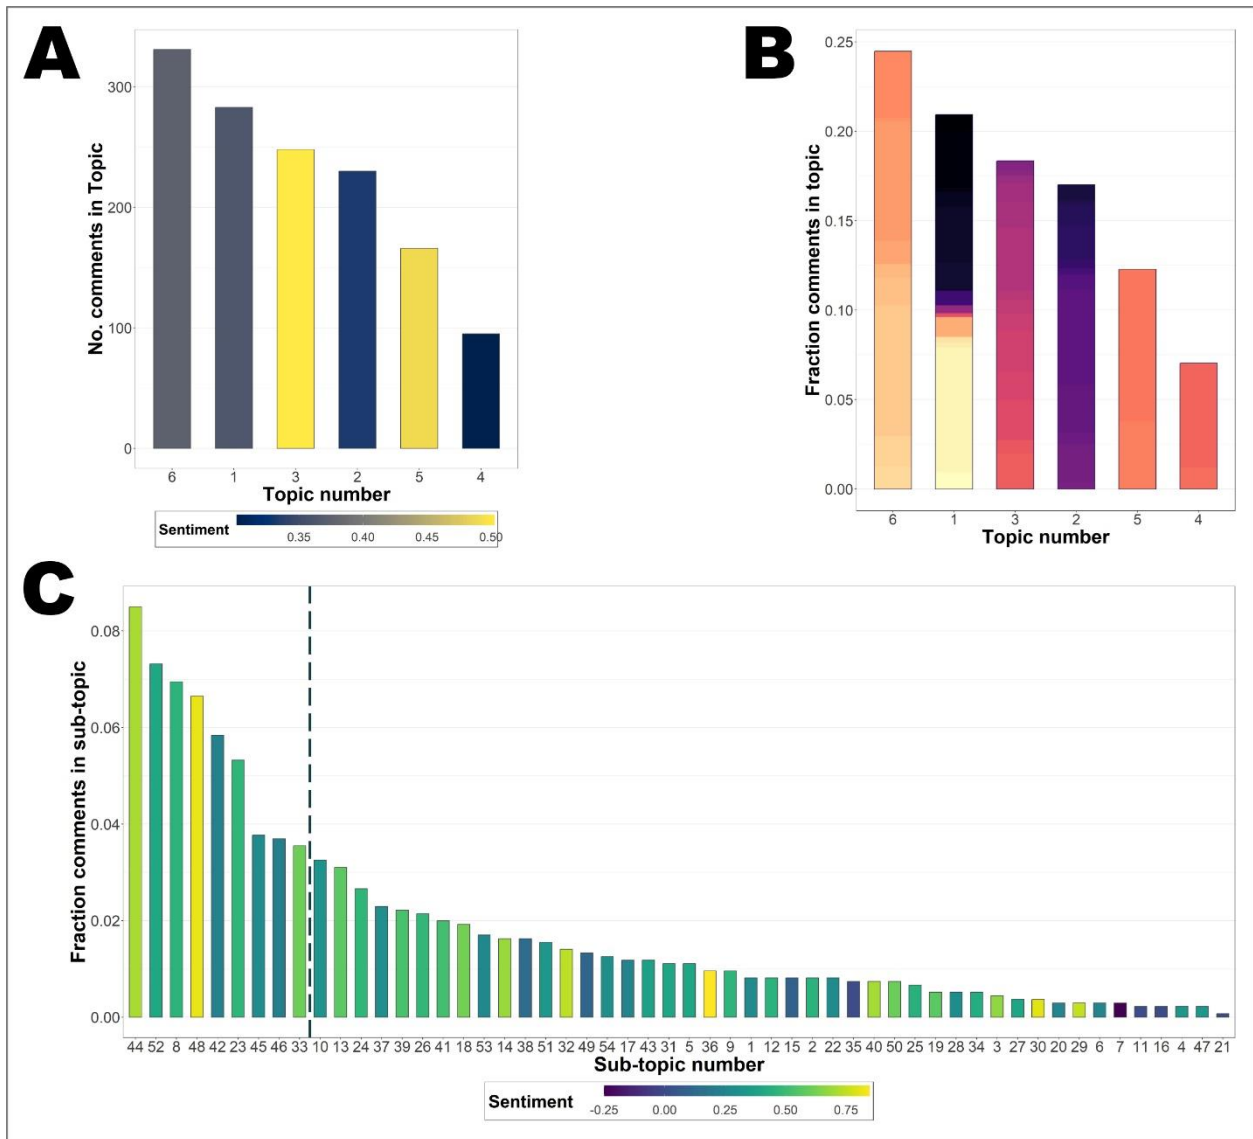 A
No. comments in Topic
300
200
100
0
6 1 3 2 5 4
Topic number
Sentiment
0.35 0.40 0.45 0.50
B
Fraction comments in topic
0.25
0.20
0.15
0.10
0.05
0.00
6 1 3 2 5 4
Topic number
C
Fraction comments in sub-topic
0.08
0.06
0.04
0.02
0.00
44 52 8 48 42 23 45 46 33 10 13 24 37 39 26 41 18 53 14 38 51 32 49 54 17 43 31 5 36 9 1 12 15 2 22 35 40 50 25 19 28 34 3 27 30 20 29 6 7 11 16 4 47 21
Sub-topic number
Sentiment
-0.25 0.00 0.25 0.50 0.75